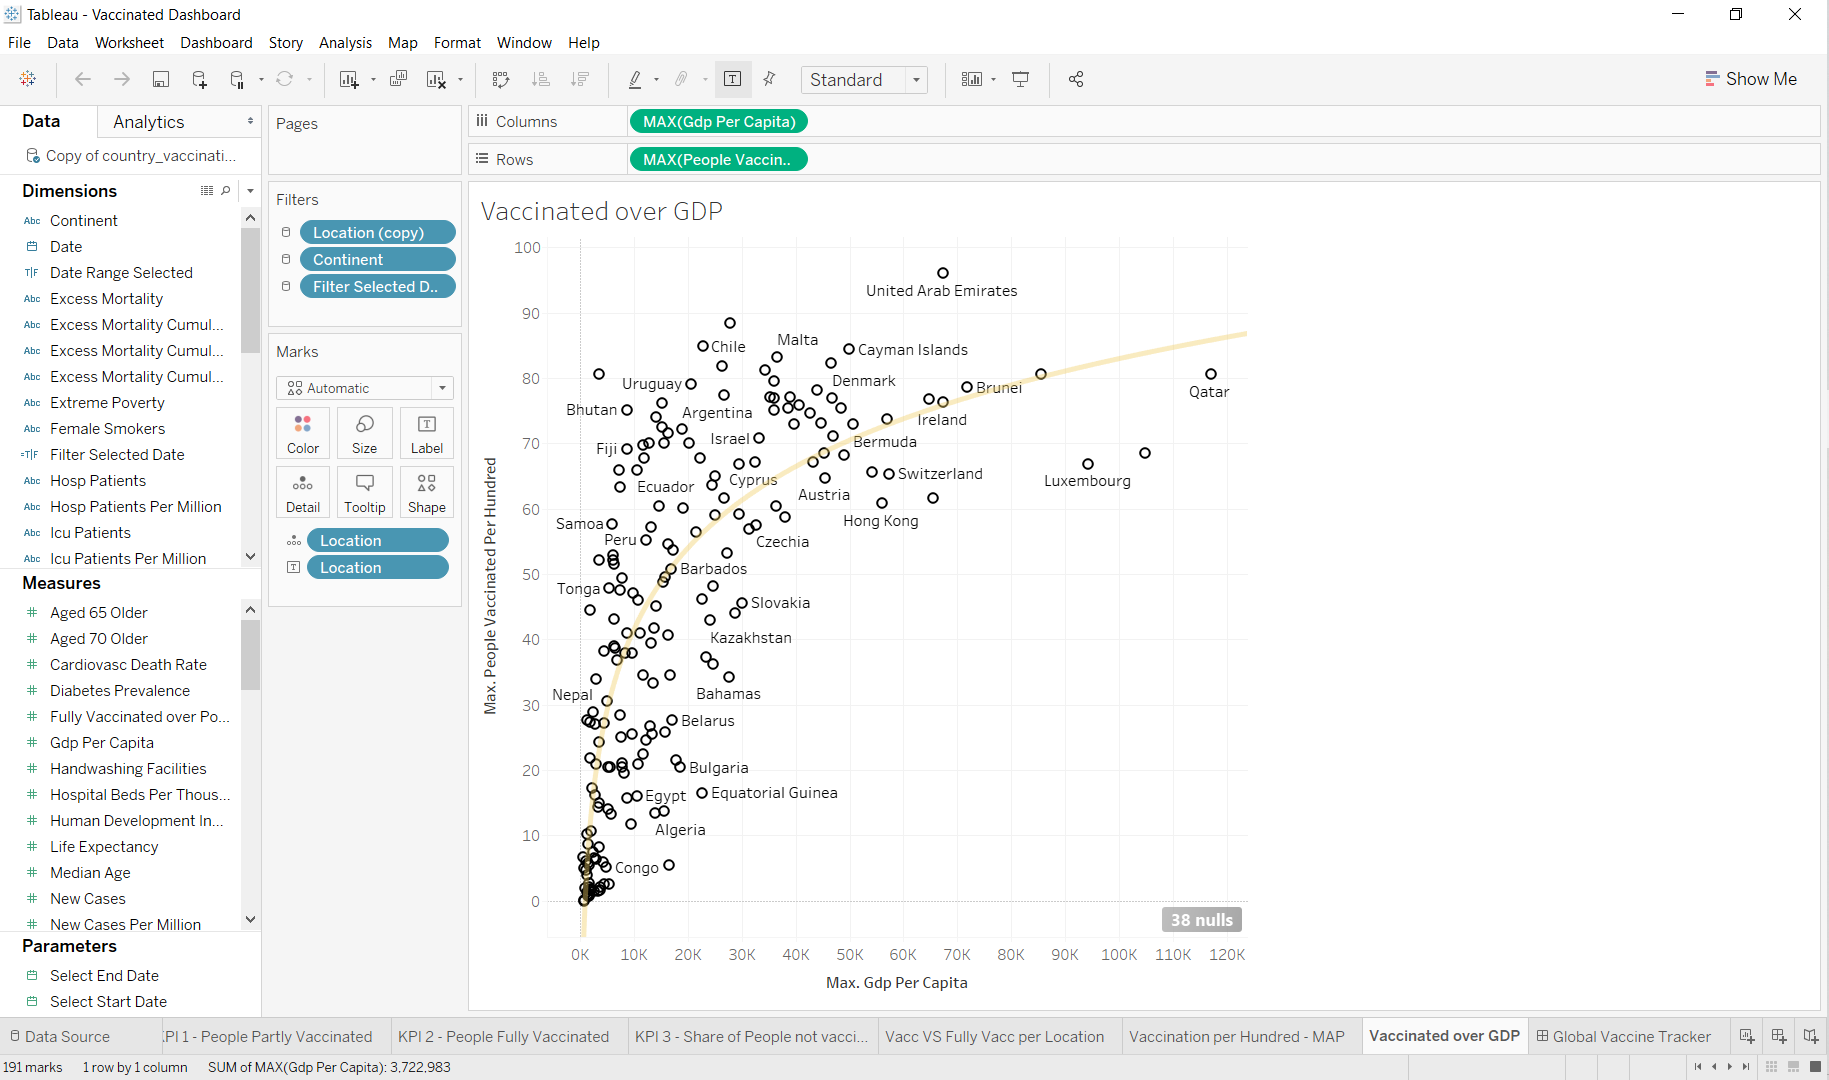 Tableau - Vaccinated Dashboard
File Data Worksheet Dashboard Story Analysis Map Format Window Help
Standard
Show Me
Data
Analytics
Copy of country_vaccinati...
Dimensions
Abc Continent
Date
T|F Date Range Selected
Abc Excess Mortality
Abc Excess Mortality Cumul...
Abc Excess Mortality Cumul...
Abc Excess Mortality Cumul...
Abc Extreme Poverty
Abc Female Smokers
=T|F Filter Selected Date
Abc Hosp Patients
Abc Hosp Patients Per Million
Abc Icu Patients
Abc Icu Patients Per Million
Measures
# Aged 65 Older
# Aged 70 Older
# Cardiovasc Death Rate
# Diabetes Prevalence
# Fully Vaccinated over Po...
# Gdp Per Capita
# Handwashing Facilities
# Hospital Beds Per Thous...
# Human Development In...
# Life Expectancy
# Median Age
# New Cases
# New Cases Per Million
Parameters
Select End Date
Select Start Date
Pages
Filters
Location (copy)
Continent
Filter Selected D..
Marks
Automatic
Color
Size
Label
Detail
Tooltip
Shape
Location
Location
Columns
MAX(Gdp Per Capita)
Rows
MAX(People Vaccin..
Vaccinated over GDP
Max. People Vaccinated Per Hundred
100
90
80
70
60
50
40
30
20
10
0
United Arab Emirates
Malta
Chile
Cayman Islands
Uruguay
Denmark
Brunei
Qatar
Bhutan
Argentina
Ireland
Israel
Bermuda
Fiji
Switzerland
Cyprus
Luxembourg
Ecuador
Austria
Hong Kong
Samoa
Peru
Czechia
Barbados
Tonga
Slovakia
Kazakhstan
Nepal
Bahamas
Belarus
Bulgaria
Egypt
Equatorial Guinea
Algeria
Congo
38 nulls
0K 10K 20K 30K 40K 50K 60K 70K 80K 90K 100K 110K 120K
Max. Gdp Per Capita
Data Source
KPI 1 - People Partly Vaccinated
KPI 2 - People Fully Vaccinated
KPI 3 - Share of People not vacci...
Vacc VS Fully Vacc per Location
Vaccination per Hundred - MAP
Vaccinated over GDP
Global Vaccine Tracker
191 marks 1 row by 1 column SUM of MAX(Gdp Per Capita): 3,722,983